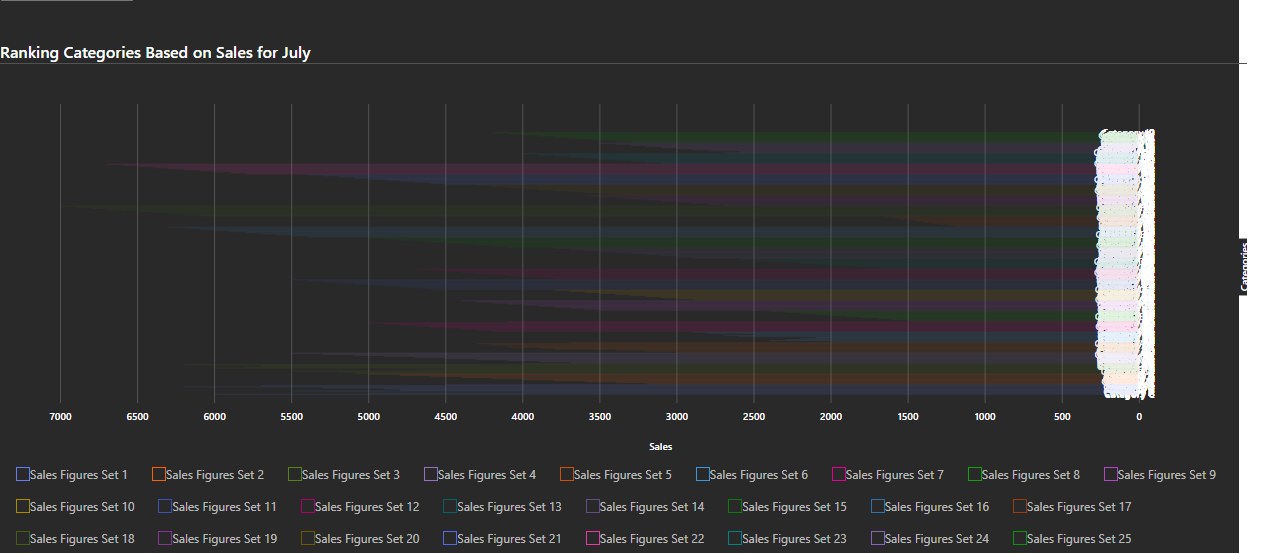 Ranking Categories Based on Sales for July
Categories
7000 6500 6000 5500 5000 4500 4000 3500 3000 2500 2000 1500 1000 500 0
Sales
Sales Figures Set 1 Sales Figures Set 2 Sales Figures Set 3 Sales Figures Set 4 Sales Figures Set 5 Sales Figures Set 6 Sales Figures Set 7 Sales Figures Set 8 Sales Figures Set 9
Sales Figures Set 10 Sales Figures Set 11 Sales Figures Set 12 Sales Figures Set 13 Sales Figures Set 14 Sales Figures Set 15 Sales Figures Set 16 Sales Figures Set 17
Sales Figures Set 18 Sales Figures Set 19 Sales Figures Set 20 Sales Figures Set 21 Sales Figures Set 22 Sales Figures Set 23 Sales Figures Set 24 Sales Figures Set 25